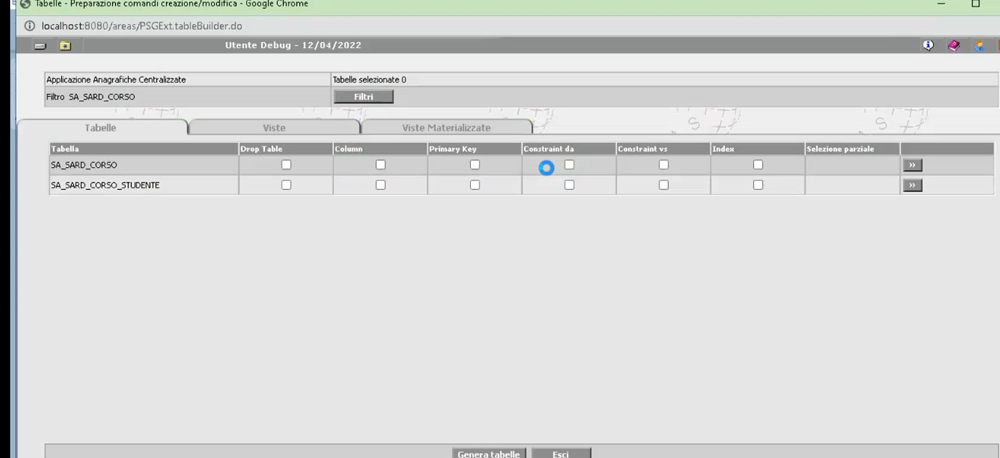 Tabelle - Preparazione comandi creazione/modifica - Google Chrome
localhost:8080/areas/PSGExt.tableBuilder.do
Utente Debug - 12/04/2022
Applicazione Anagrafiche Centralizzate Tabelle selezionate 0
Filtro SA_SARD_CORSO Filtri
Tabelle Viste Viste Materializzate
Tabella Drop Table Column Primary Key Constraint da Constraint vs Index Selezione parziale
SA_SARD_CORSO »
SA_SARD_CORSO_STUDENTE »
Genera tabelle Esci